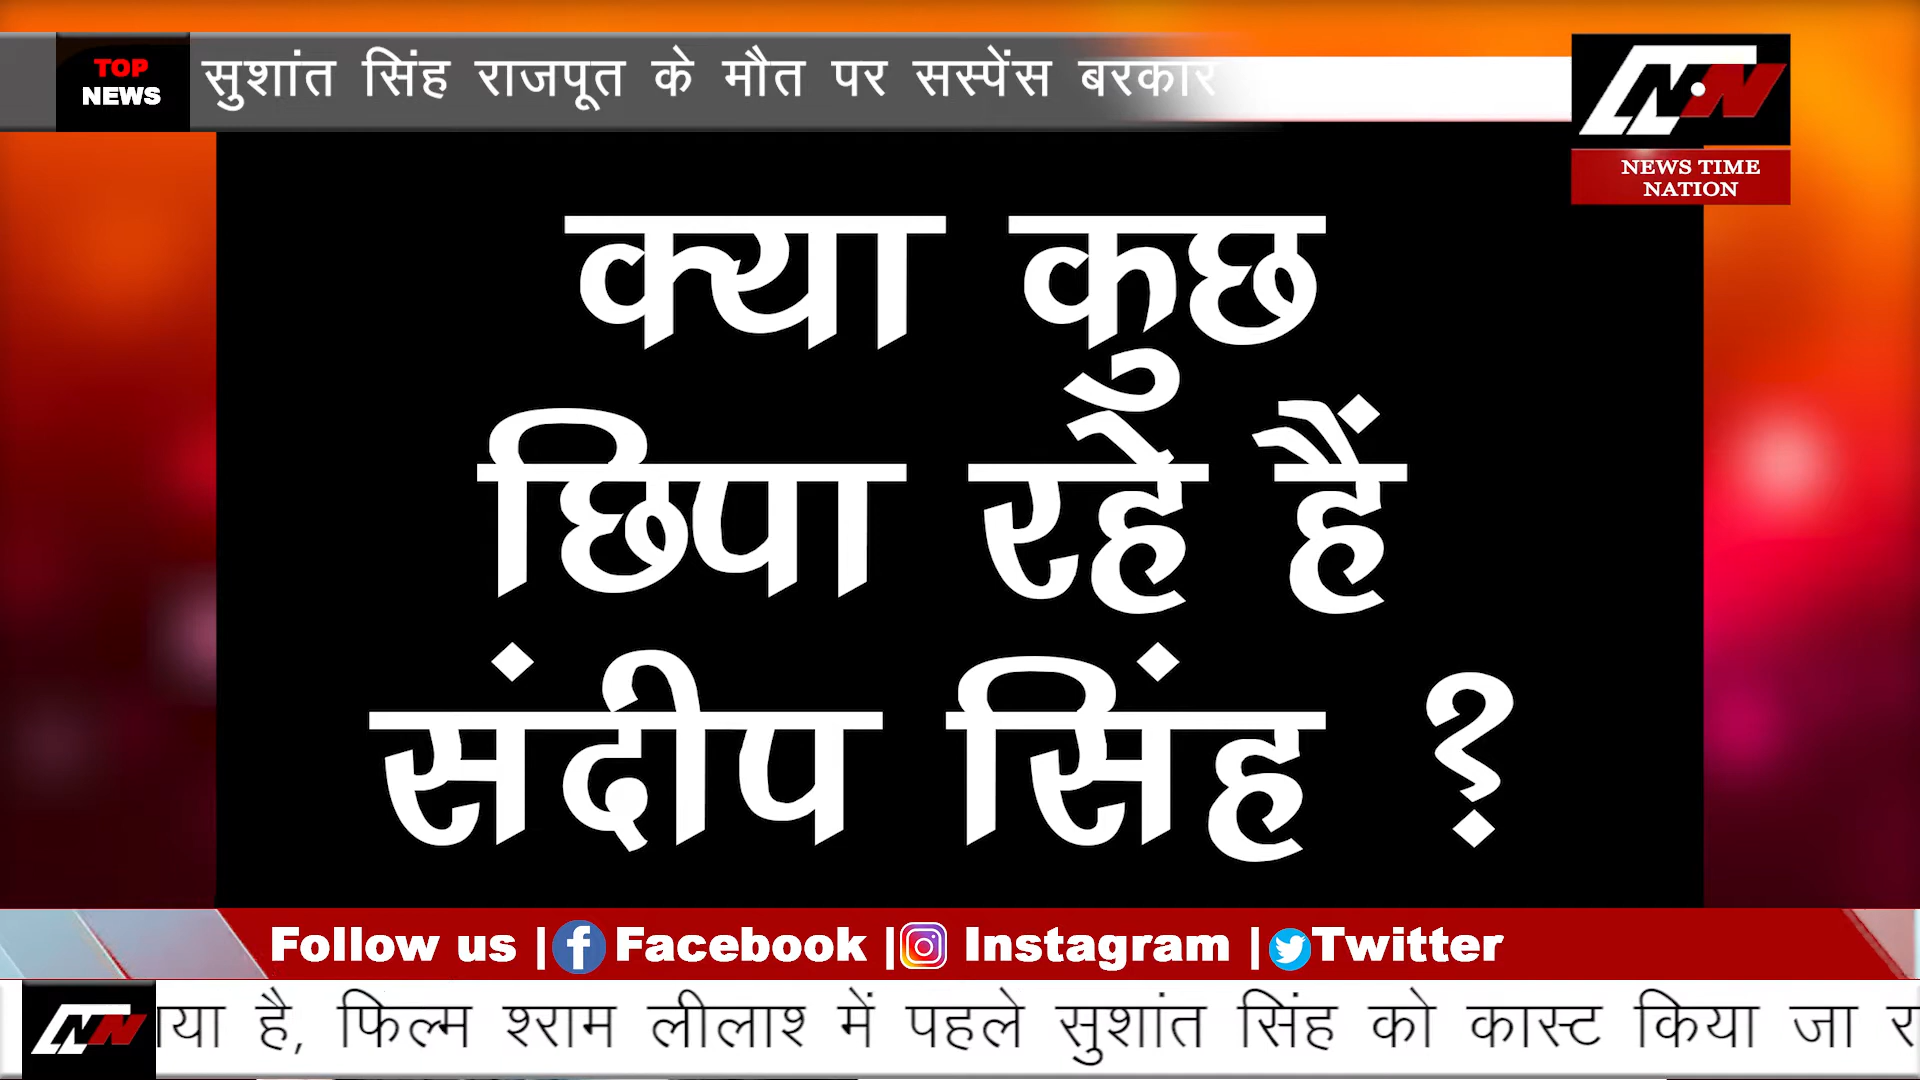 TOP
NEWS
सुशांत सिंह राजपूत के मौत पर सस्पेंस बरकार
NEWS TIME
NATION
क्या कुछ
छिपा रहे हैं
संदीप सिंह ?
Follow us | Facebook | Instagram | Twitter
या है, फिल्म श्राम लीलाश में पहले सुशांत सिंह को कास्ट किया जा र